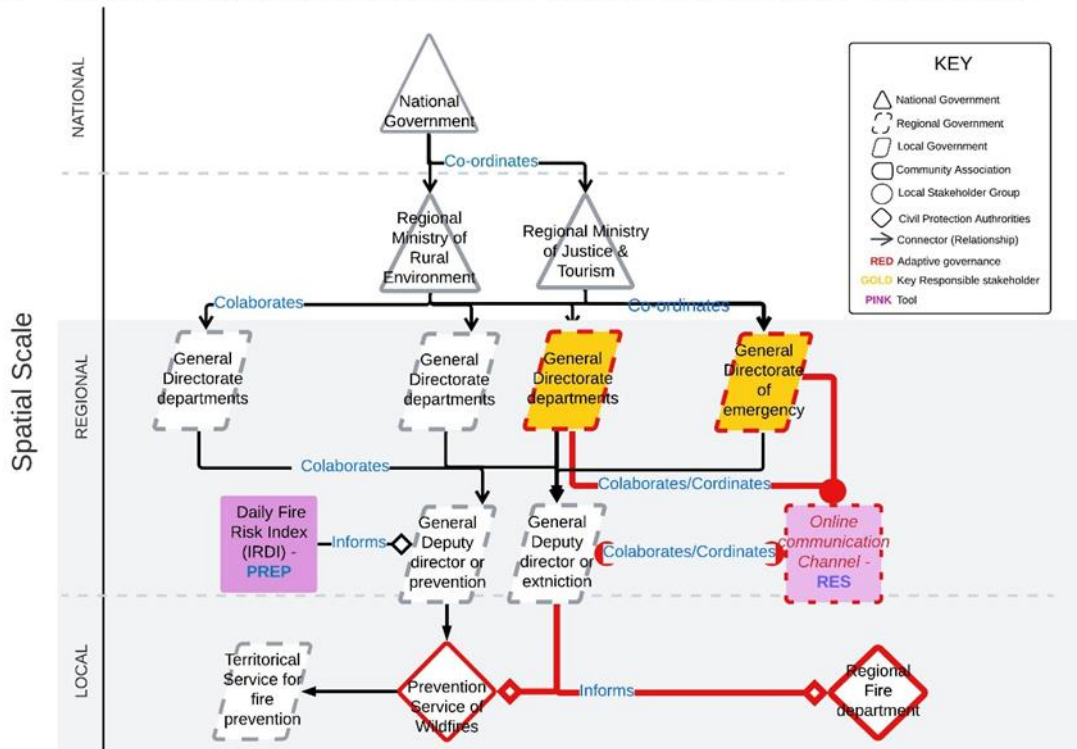 Spatial Scale
NATIONAL
REGIONAL
LOCAL
National
Government
Co-ordinates
Regional
Ministry of
Rural
Environment
Regional Ministry
of Justice &
Tourism
Colaborates
Co-ordinates
General
Directorate
departments
General
Directorate
departments
General
Directorate
departments
General
Directorate
of
emergency
Colaborates
Colaborates/Cordinates
Daily Fire
Risk Index
(IRDI) -
PREP
Informs
General
Deputy
director or
prevention
General
Deputy
director or
extniction
Colaborates/Cordinates
Online
communication
Channel -
RES
Territorical
Service for
fire
prevention
Prevention
Service of
Wildfires
Informs
Regional
Fire
department
KEY
National Government
Regional Government
Local Government
Community Association
Local Stakeholder Group
Civil Protection Authrorities
Connector (Relationship)
RED Adaptive governance
GOLD Key Responsible stakeholder
PINK Tool